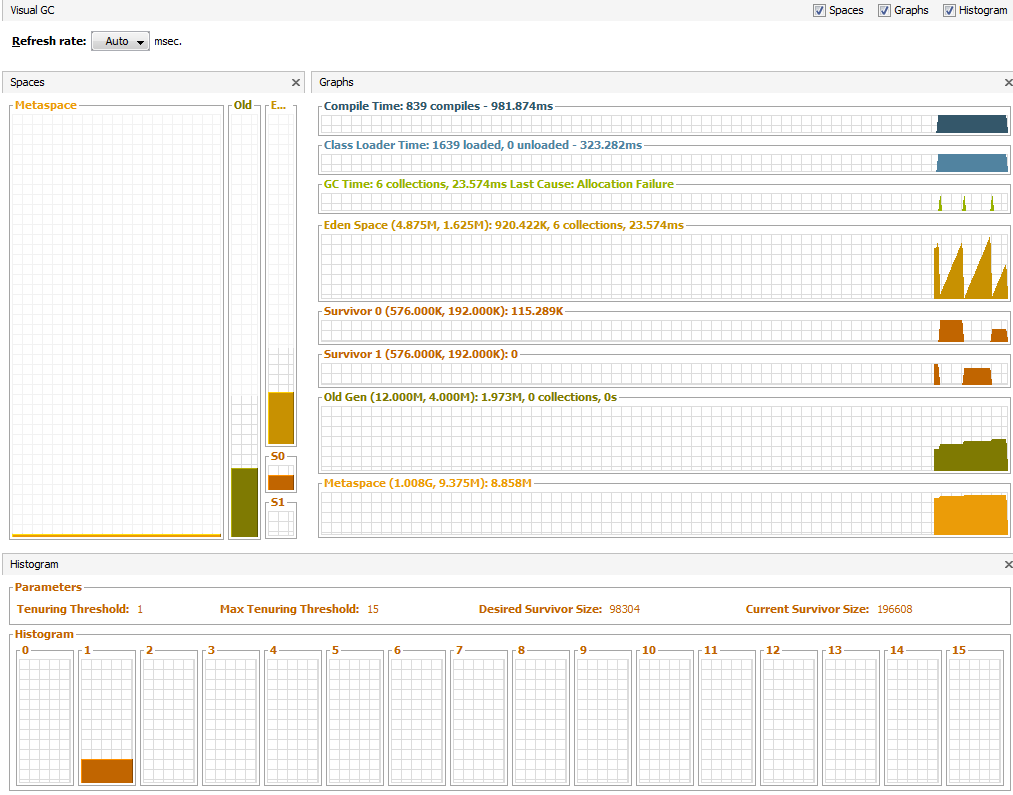 Visual GC
Spaces Graphs Histogram
Refresh rate: Auto msec.
Spaces
Metaspace Old E...
S0
S1
Graphs
Compile Time: 839 compiles - 981.874ms
Class Loader Time: 1639 loaded, 0 unloaded - 323.282ms
GC Time: 6 collections, 23.574ms Last Cause: Allocation Failure
Eden Space (4.875M, 1.625M): 920.422K, 6 collections, 23.574ms
Survivor 0 (576.000K, 192.000K): 115.289K
Survivor 1 (576.000K, 192.000K): 0
Old Gen (12.000M, 4.000M): 1.973M, 0 collections, 0s
Metaspace (1.008G, 9.375M): 8.858M
Histogram
Parameters
Tenuring Threshold: 1 Max Tenuring Threshold: 15 Desired Survivor Size: 98304 Current Survivor Size: 196608
Histogram
0 1 2 3 4 5 6 7 8 9 10 11 12 13 14 15